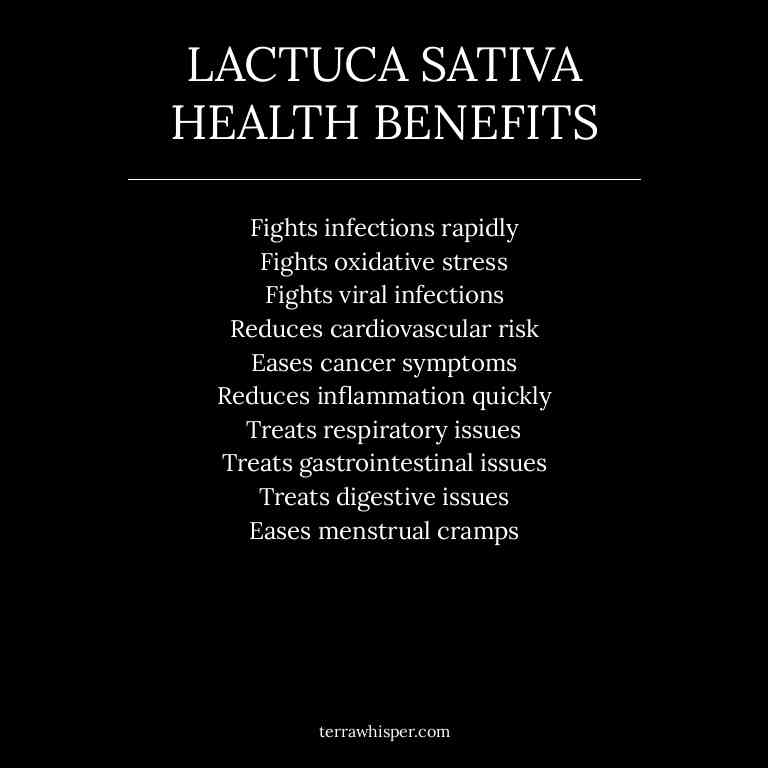 LACTUCA SATIVA
HEALTH BENEFITS
Fights infections rapidly
Fights oxidative stress
Fights viral infections
Reduces cardiovascular risk
Eases cancer symptoms
Reduces inflammation quickly
Treats respiratory issues
Treats gastrointestinal issues
Treats digestive issues
Eases menstrual cramps
terrawhisper.com